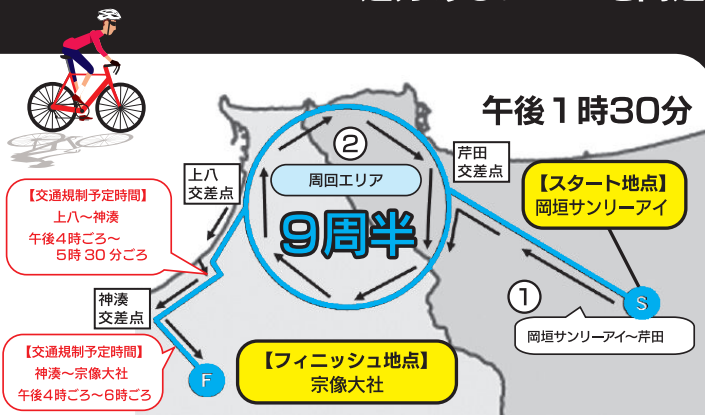 午後1時30分
②
周回エリア
9周半
芹田
交差点
上八
交差点
【スタート地点】
岡垣サンリーアイ
【交通規制予定時間】
上八～神湊
午後4時ごろ～
5時30分ごろ
①
S
岡垣サンリーアイ～芹田
神湊
交差点
【交通規制予定時間】
神湊～宗像大社
午後4時ごろ～6時ごろ
F
【フィニッシュ地点】
宗像大社